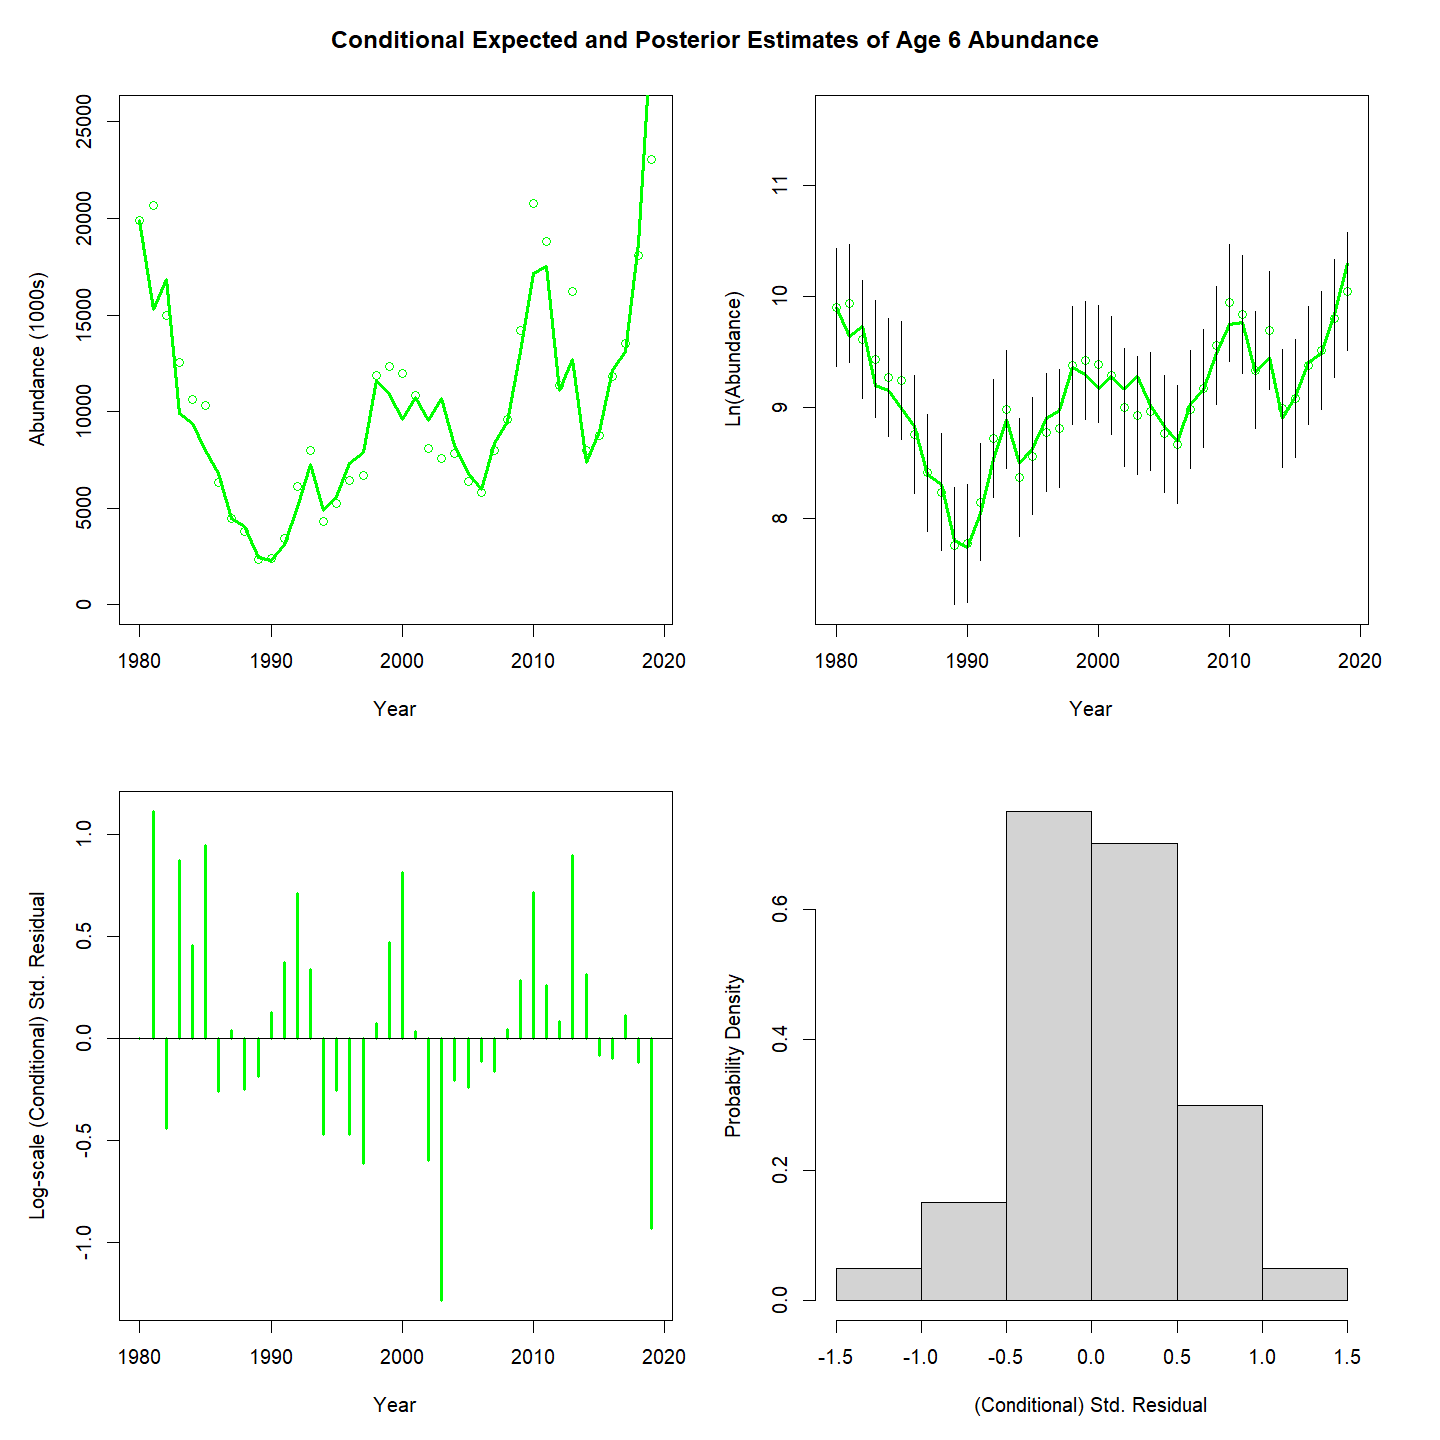 Conditional Expected and Posterior Estimates of Age 6 Abundance
Abundance (1000s)
25000
20000
15000
10000
5000
0
1980 1990 2000 2010 2020
Year
Ln(Abundance)
11
10
9
8
1980 1990 2000 2010 2020
Year
Log-scale (Conditional) Std. Residual
1.0
0.5
0.0
-0.5
-1.0
1980 1990 2000 2010 2020
Year
Probability Density
0.6
0.4
0.2
0.0
-1.5 -1.0 -0.5 0.0 0.5 1.0 1.5
(Conditional) Std. Residual